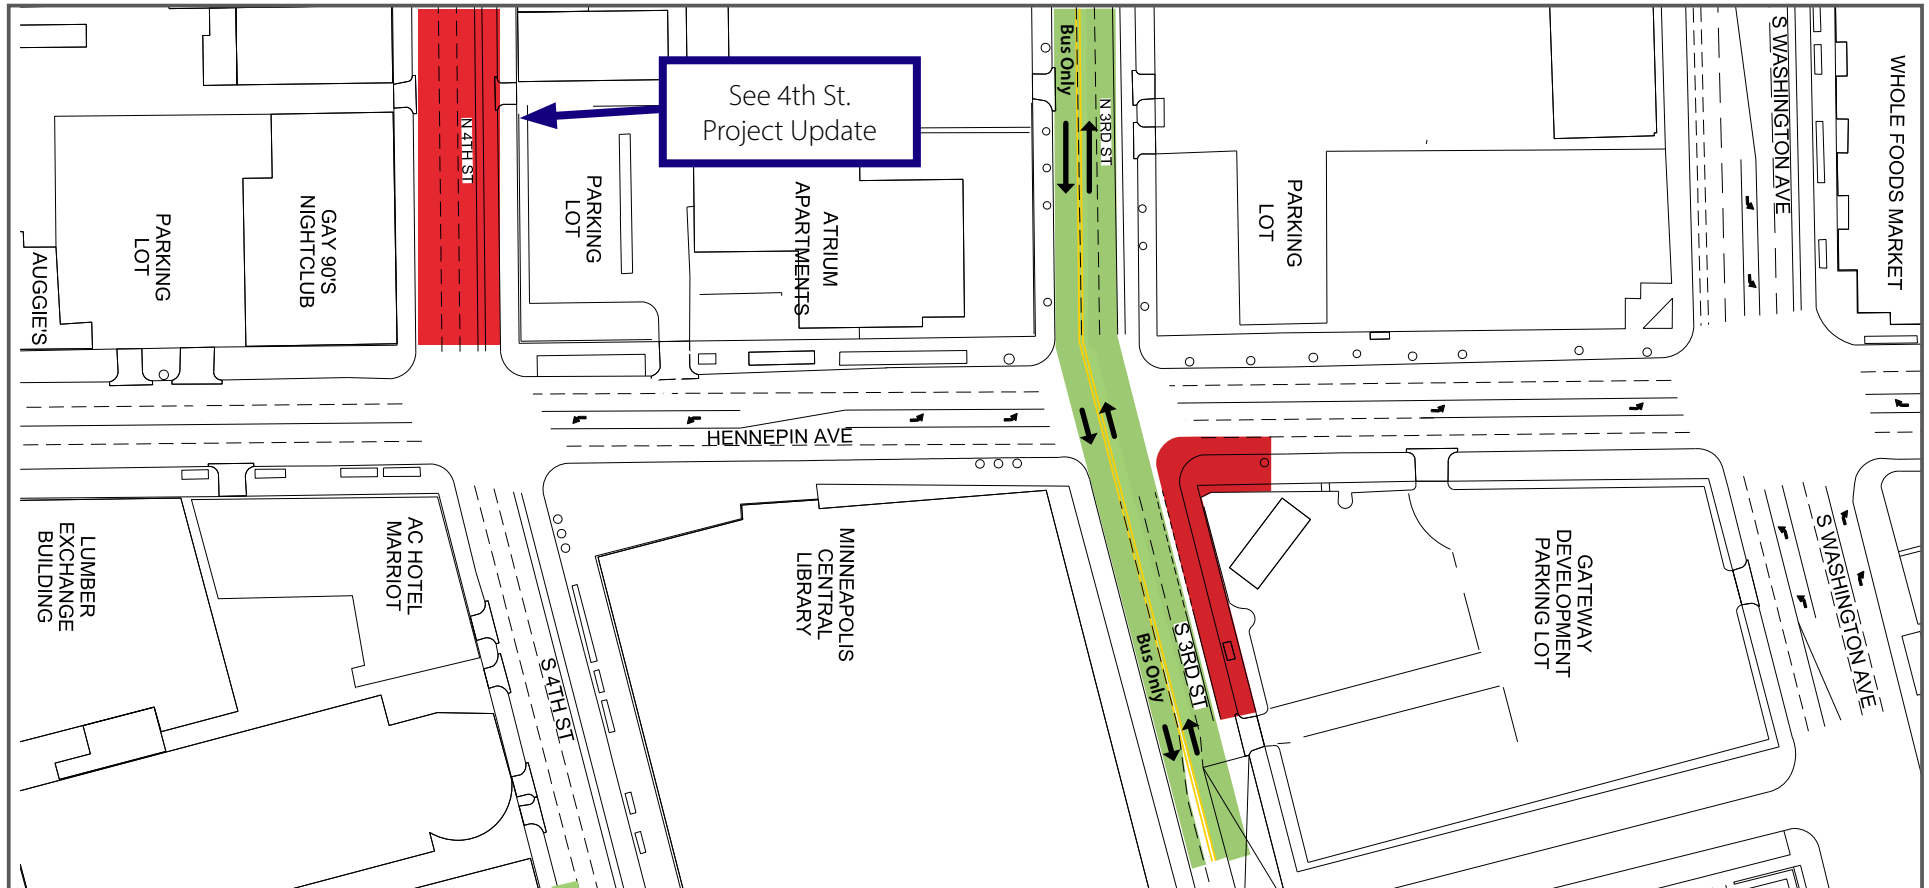 See 4th St.
Project Update
Bus Only
N 4TH ST
N 3RD ST
S WASHINGTON AVE
WHOLE FOODS MARKET
AUGGIE'S
PARKING
LOT
GAY 90'S
NIGHTCLUB
PARKING
LOT
ATRIUM
APARTMENTS
PARKING
LOT
HENNEPIN AVE
LUMBER
EXCHANGE
BUILDING
AC HOTEL
MARRIOT
S 4TH ST
MINNEAPOLIS
CENTRAL
LIBRARY
Bus Only
S 3RD ST
GATEWAY
DEVELOPMENT
PARKING LOT
S WASHINGTON AVE